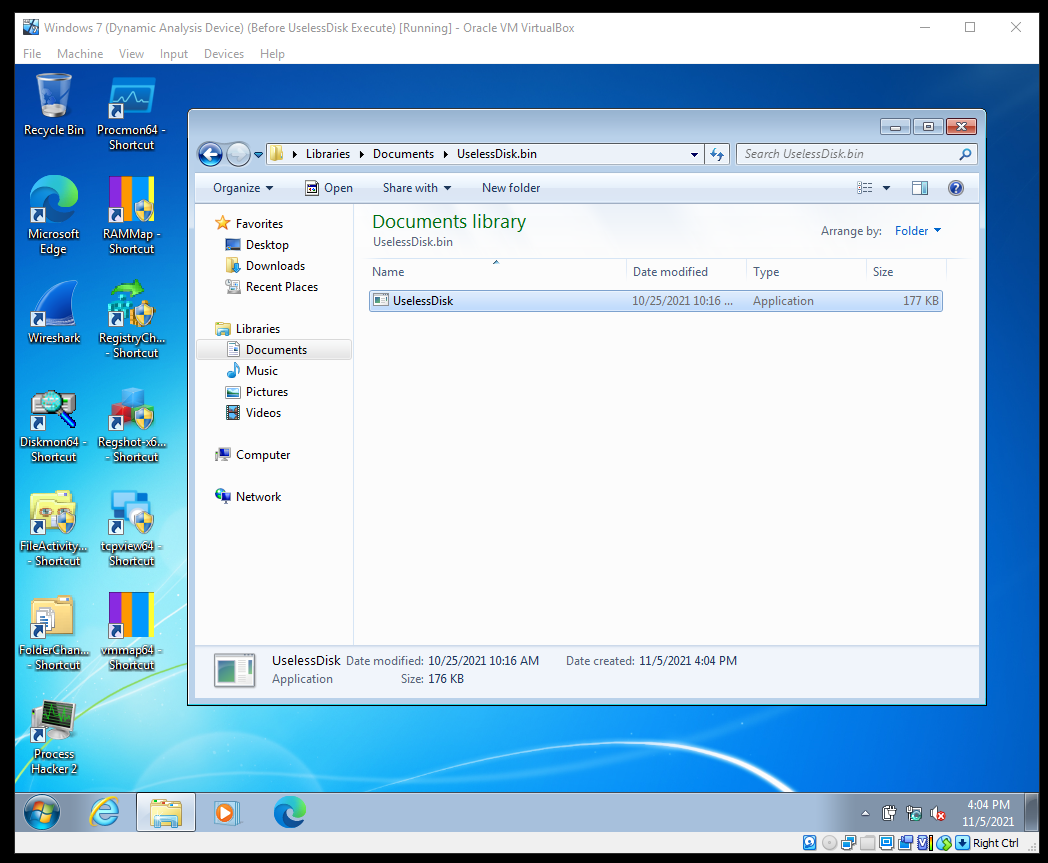 Windows 7 (Dynamic Analysis Device) (Before UselessDisk Execute) [Running] - Oracle VM VirtualBox
File Machine View Input Devices Help
Recycle Bin
Procmon64 - Shortcut
Microsoft Edge
RAMMap - Shortcut
Wireshark
RegistryCh... - Shortcut
Diskmon64 - Shortcut
Regshot-x6... - Shortcut
FileActivity... - Shortcut
tcpview64 - Shortcut
FolderChan... - Shortcut
vmmap64 - Shortcut
Process Hacker 2
Libraries Documents UselessDisk.bin
Search UselessDisk.bin
Organize Open Share with New folder
Favorites
Desktop
Downloads
Recent Places
Libraries
Documents
Music
Pictures
Videos
Computer
Network
Documents library
UselessDisk.bin
Arrange by: Folder
Name Date modified Type Size
UselessDisk 10/25/2021 10:16 ... Application 177 KB
UselessDisk Date modified: 10/25/2021 10:16 AM Date created: 11/5/2021 4:04 PM
Application Size: 176 KB
4:04 PM
11/5/2021
Right Ctrl